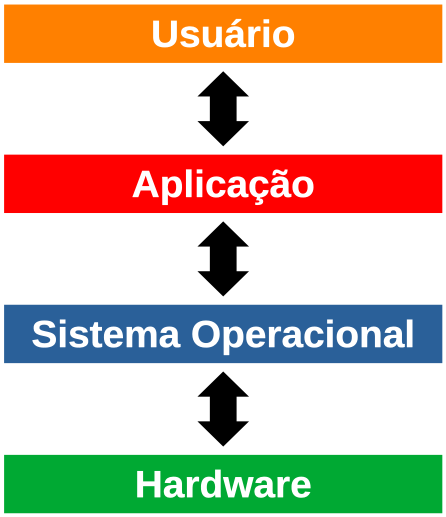 Usuário
Aplicação
Sistema Operacional
Hardware